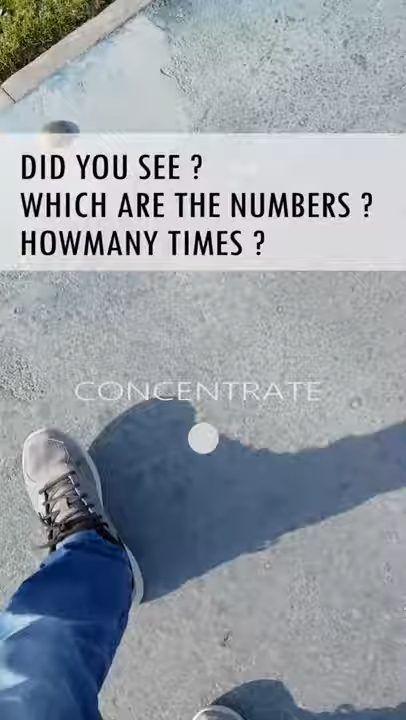 DID YOU SEE ?
WHICH ARE THE NUMBERS ?
HOWMANY TIMES ?
CONCENTRATE